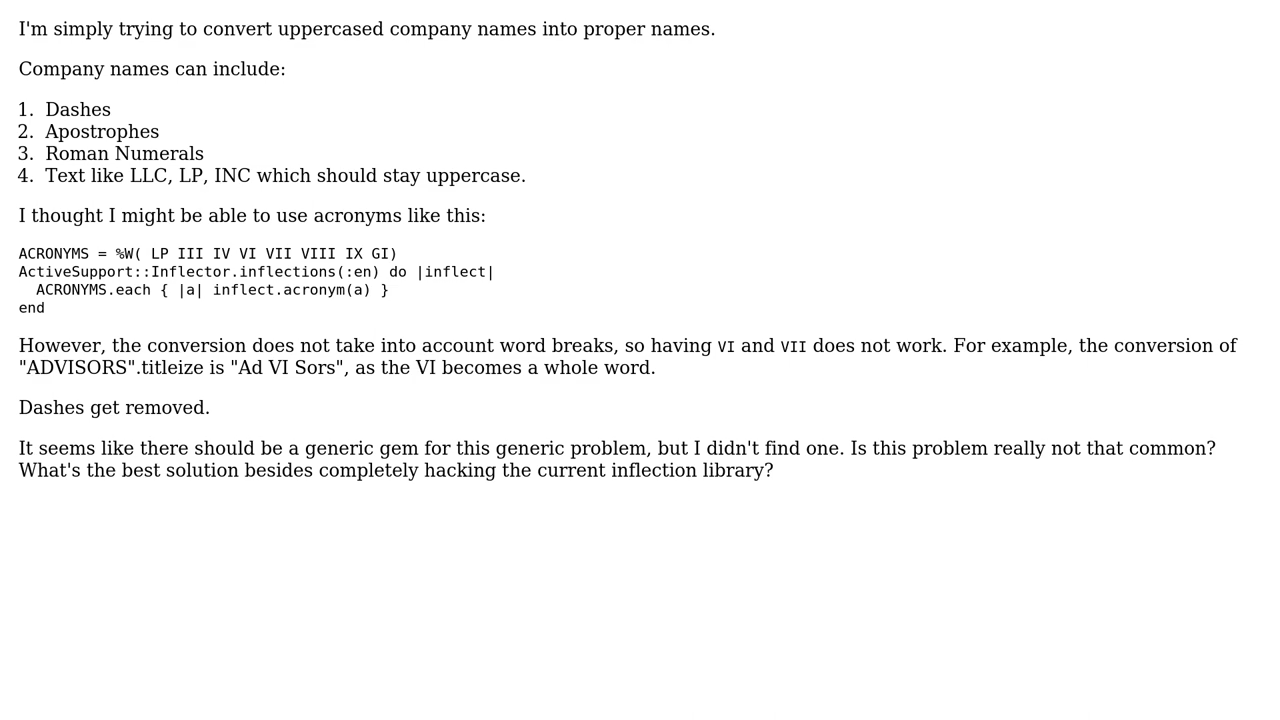 I'm simply trying to convert uppercased company names into proper names.
Company names can include:
1. Dashes
2. Apostrophes
3. Roman Numerals
4. Text like LLC, LP, INC which should stay uppercase.
I thought I might be able to use acronyms like this:
ACRONYMS = %W( LP III IV VI VII VIII IX GI)
ActiveSupport::Inflector.inflections(:en) do |inflect|
  ACRONYMS.each { |a| inflect.acronym(a) }
end
However, the conversion does not take into account word breaks, so having VI and VII does not work. For example, the conversion of
"ADVISORS".titleize is "Ad VI Sors", as the VI becomes a whole word.
Dashes get removed.
It seems like there should be a generic gem for this generic problem, but I didn't find one. Is this problem really not that common?
What's the best solution besides completely hacking the current inflection library?